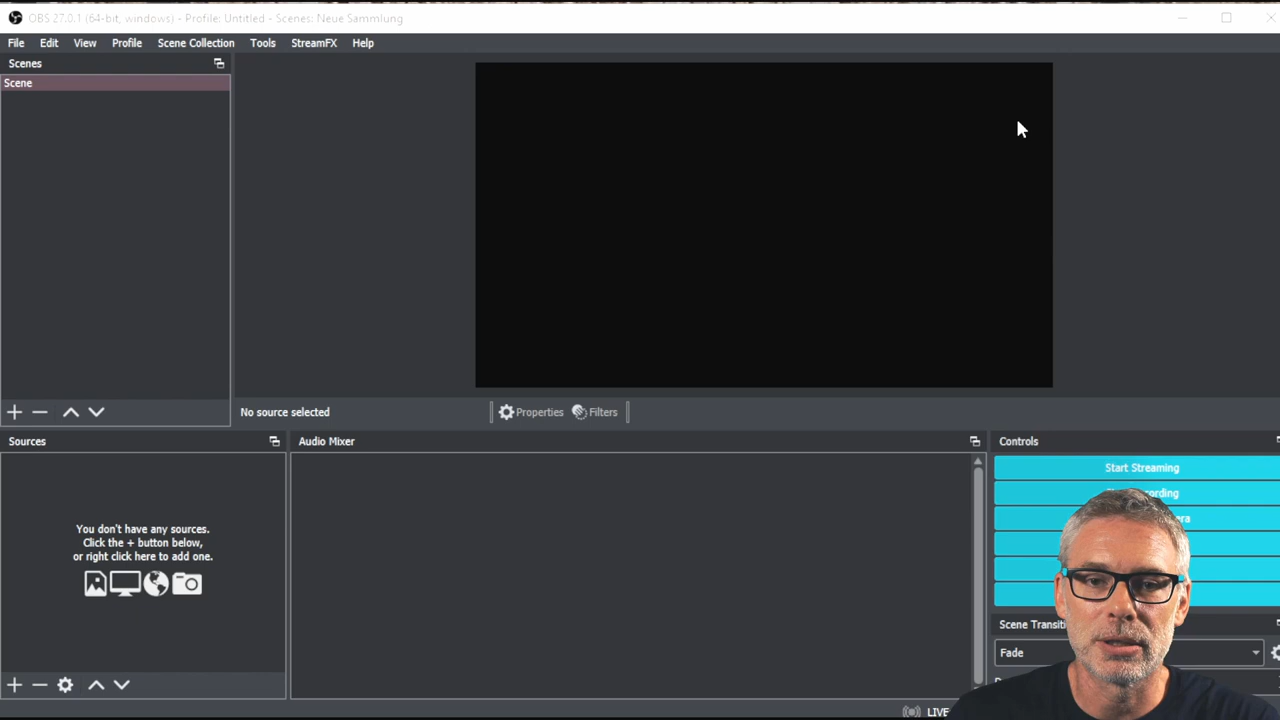 OBS 27.0.1 (64-bit, windows) - Profile: Untitled - Scenes: Neue Sammlung
File Edit View Profile Scene Collection Tools StreamFX Help
Scenes
Scene
No source selected Properties Filters
Sources
Audio Mixer
Controls
You don't have any sources.
Click the + button below,
or right click here to add one.
Start Streaming
Scene
Fade
LIVE